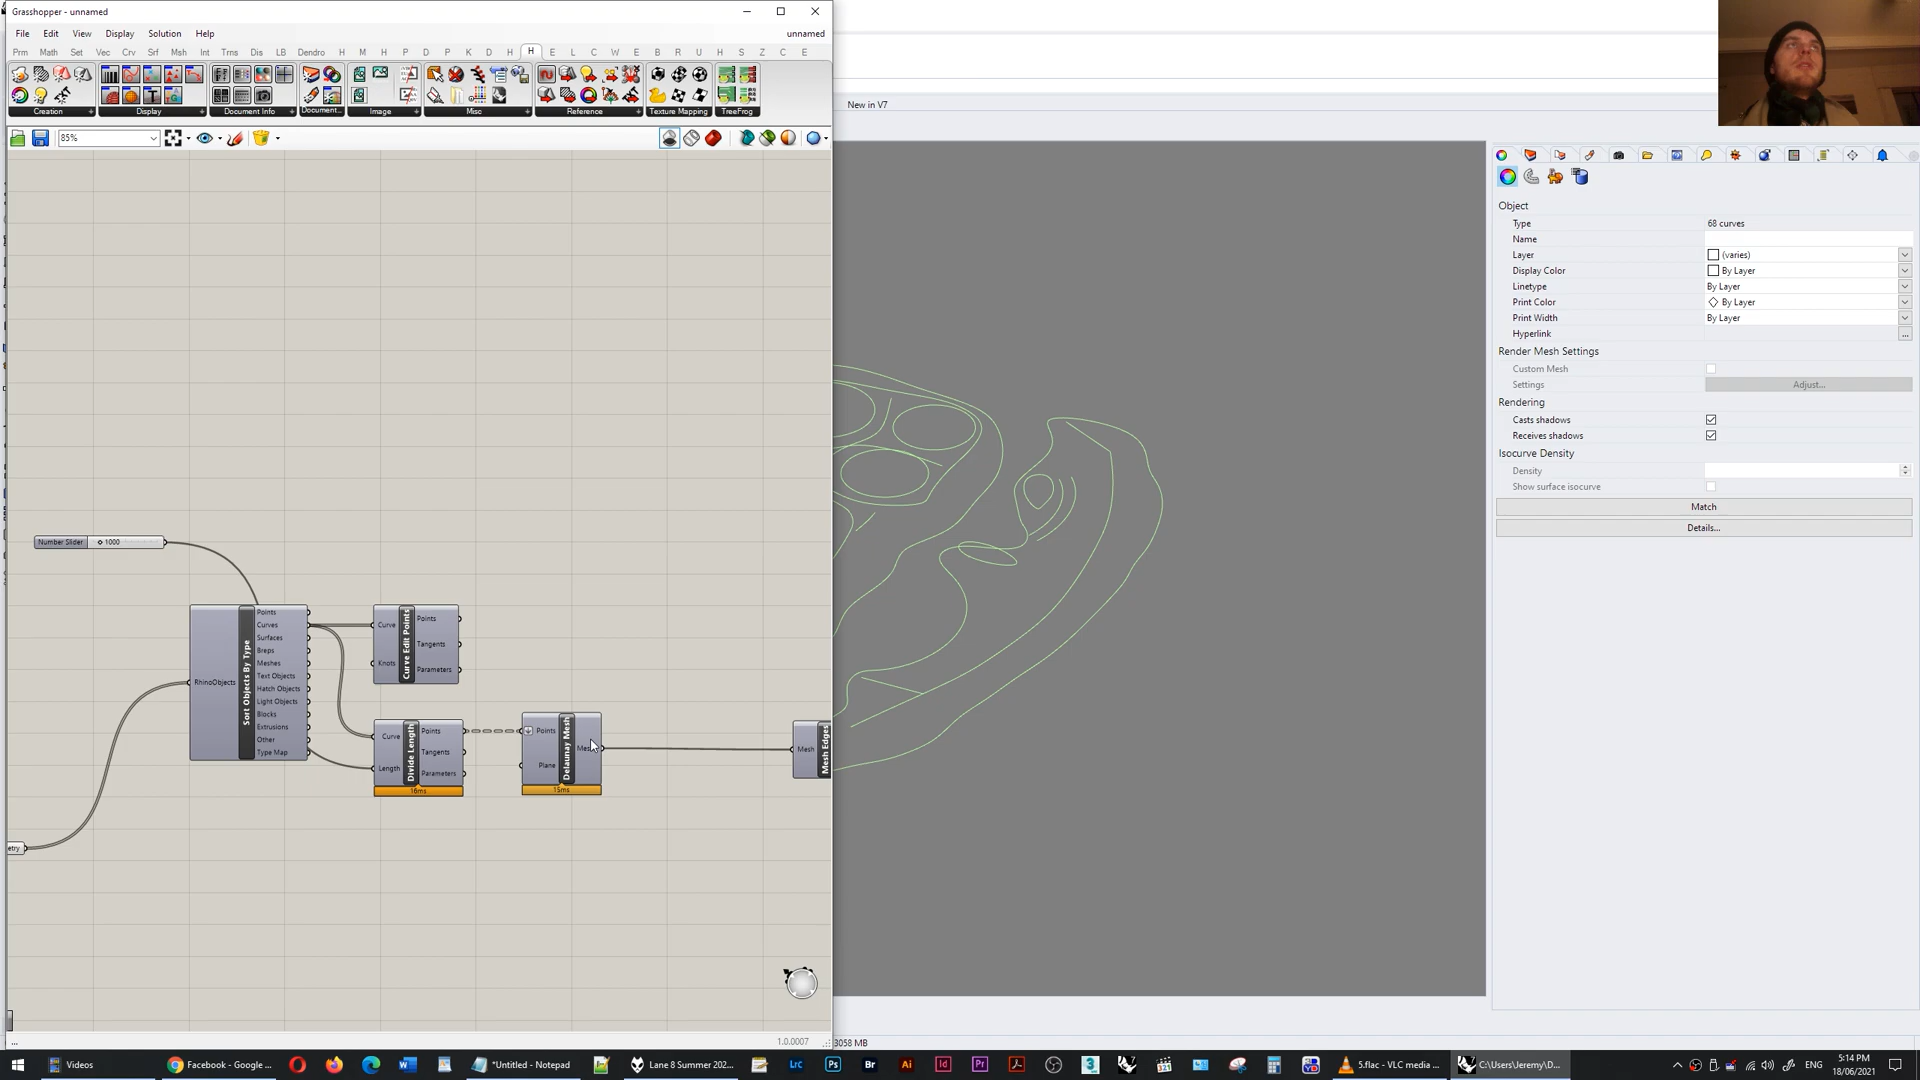 Grasshopper - unnamed
File Edit View Display Solution Help
unnamed
Prm Math Set Vec Crv Srf Msh Int Trns Dis LB Dendro H M H P D P K D H H E L C W E B R U H S Z C E
Creation
Display
Document Info
Document...
Image
Misc
Reference
Texture Mapping
TreeFrog
New in V7
85%
Object
Type 68 curves
Name
Layer (varies)
Display Color By Layer
Linetype By Layer
Print Color By Layer
Print Width By Layer
Hyperlink ...
Render Mesh Settings
Custom Mesh
Settings Adjust...
Rendering
Casts shadows
Receives shadows
Isocurve Density
Density
Show surface isocurve
Match
Details...
Number Slider 1000
RhinoObjects
Sort Objects By Type
Points
Curves
Surfaces
Breps
Meshes
Text Objects
Hatch Objects
Light Objects
Blocks
Extrusions
Other
Type Map
Curve
Knots
Curve Edit Points
Points
Tangents
Parameters
Curve
Length
Divide Length
Points
Tangents
Parameters
16ms
Points
Plane
Delaunay Mesh
Mesh
15ms
Mesh
Mesh Edges
etry
...
1.0.0007
3058 MB
Videos
Facebook - Google ...
*Untitled - Notepad
Lane 8 Summer 202...
5.flac - VLC media ...
C:\Users\Jeremy\D...
ENG
5:14 PM
18/06/2021